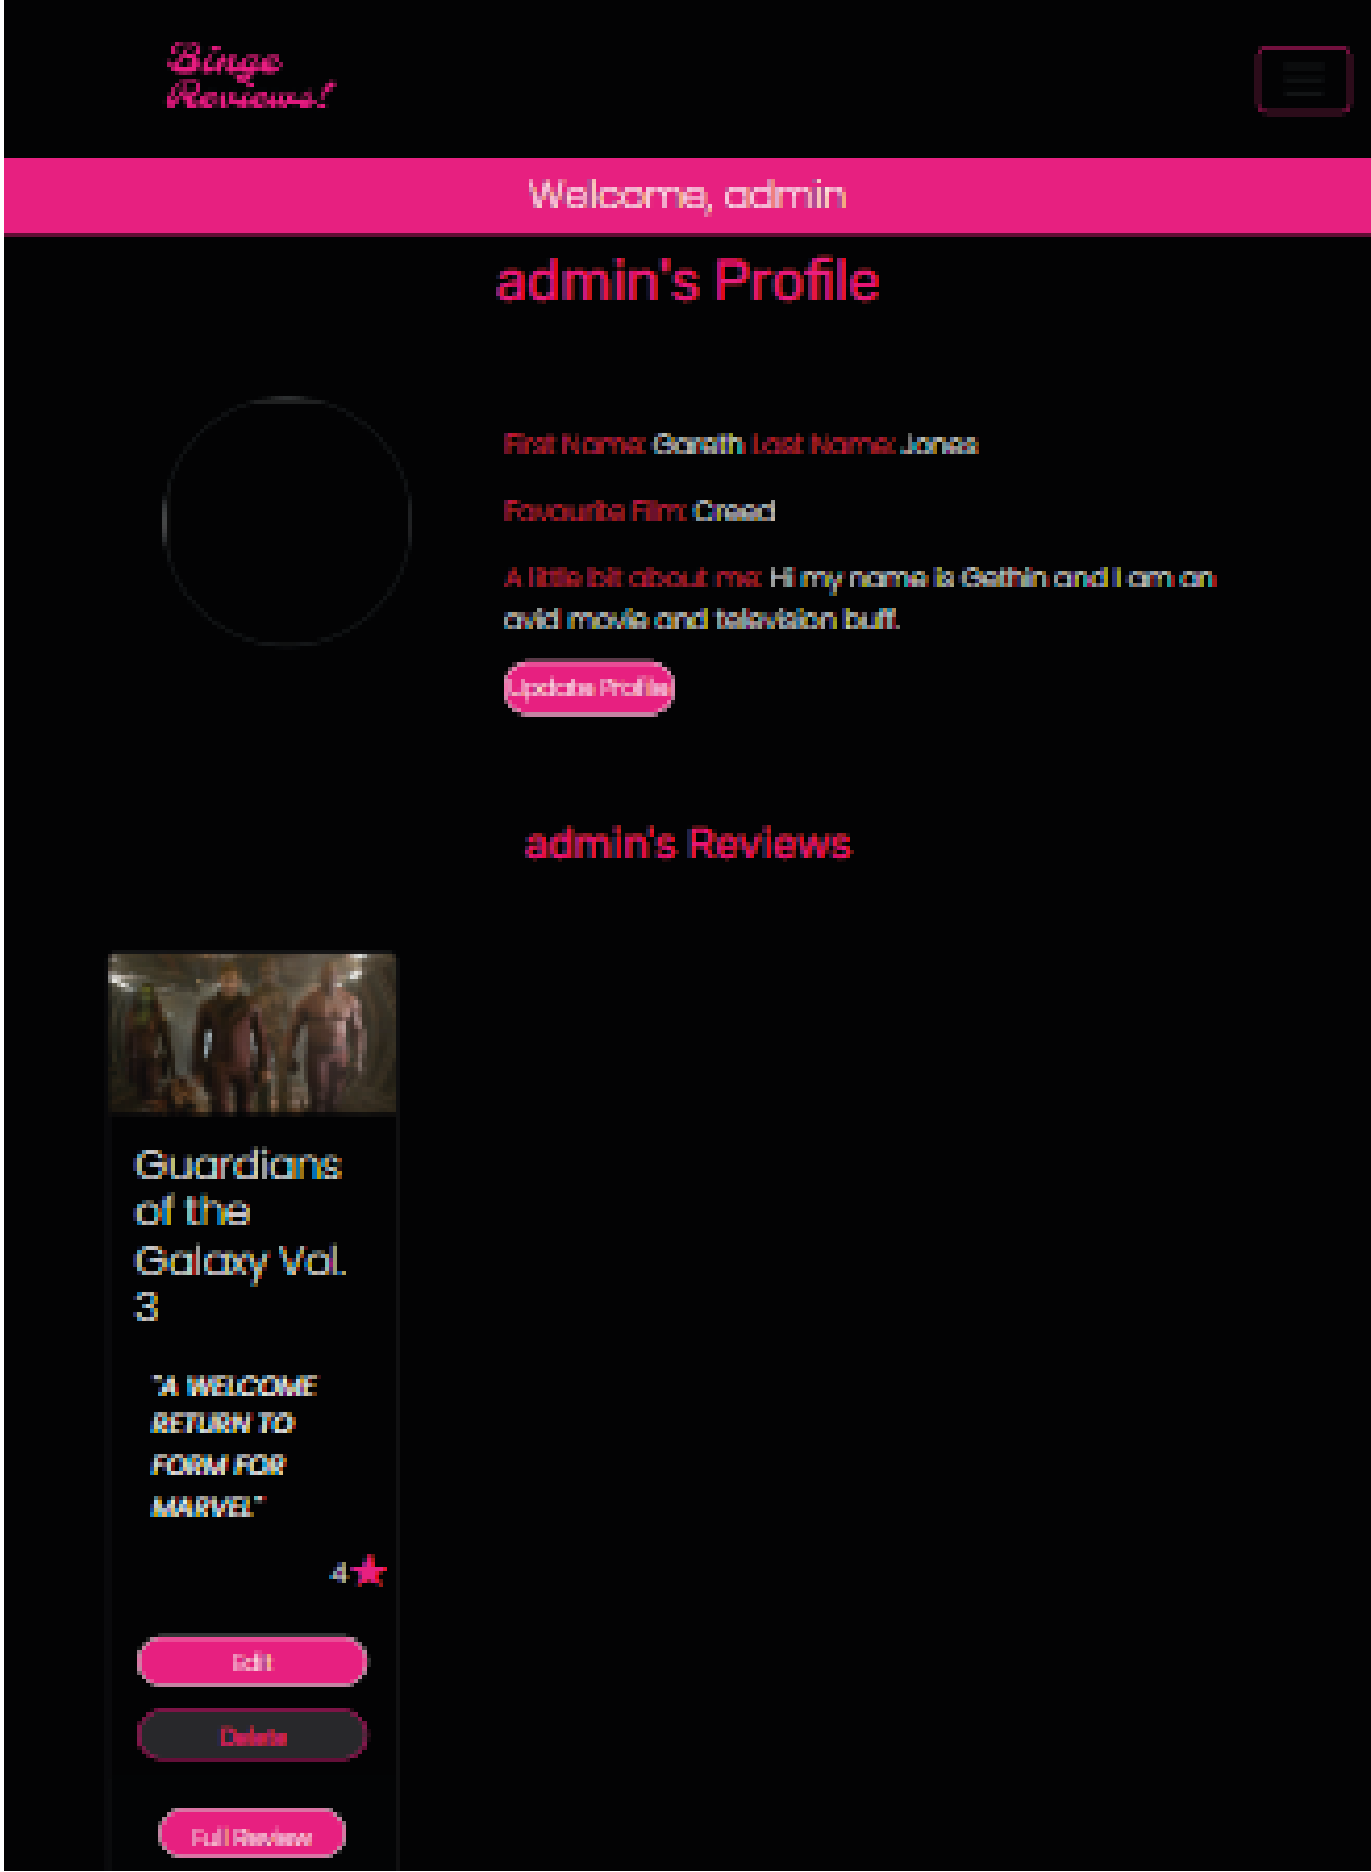 Binge
Reviews!
Welcome, admin
admin's Profile
First Name: Gareth Last Name: Jones
Favourite Film: Creed
A little bit about me: Hi my name is Gethin and I am an
avid movie and television buff.
Update Profile
admin's Reviews
Guardians
of the
Galaxy Vol.
3
"A WELCOME
RETURN TO
FORM FOR
MARVEL"
4
Edit
Delete
Full Review